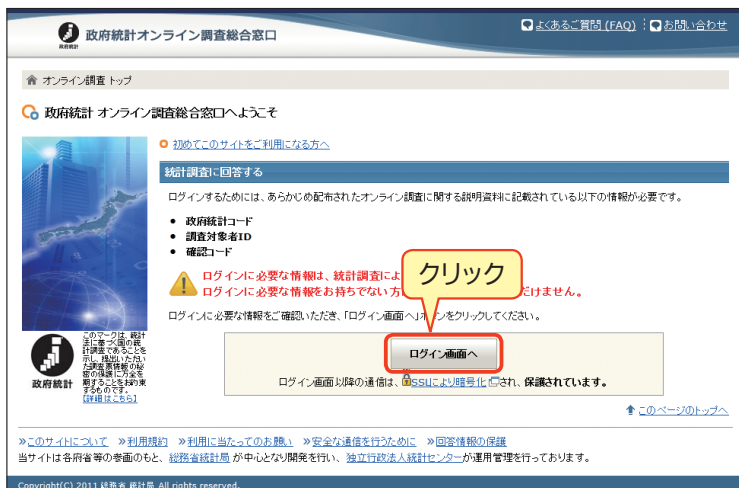 政府統計
政府統計オンライン調査総合窓口
よくあるご質問 (FAQ)
お問い合わせ
オンライン調査 トップ
政府統計 オンライン調査総合窓口へようこそ
初めてこのサイトをご利用になる方へ
統計調査に回答する
ログインするためには、あらかじめ配布されたオンライン調査に関する説明資料に記載されている以下の情報が必要です。
● 政府統計コード
● 調査対象者ID
● 確認コード
ログインに必要な情報は、統計調査によ
ログインに必要な情報をお持ちでない方
だけません。
クリック
ログインに必要な情報をご確認いただき、「ログイン画面へ」
ンをクリックしてください。
ログイン画面へ
ログイン画面以降の通信は、SSLにより暗号化され、保護されています。
政府統計
このマークは、統計
法に基づく国の統
計調査であることを
示し、提出いただい
た調査票情報の秘
密の保護に万全を
期することをお約束
するものです。
[詳細はこちら]
このページのトップへ
»このサイトについて »利用規約 »利用に当たってのお願い »安全な通信を行うために »回答情報の保護
当サイトは各府省等の参画のもと、総務省統計局 が中心となり開発を行い、独立行政法人統計センターが運用管理を行っております。
Copyright(C) 2011 総務省 統計局 All rights reserved.